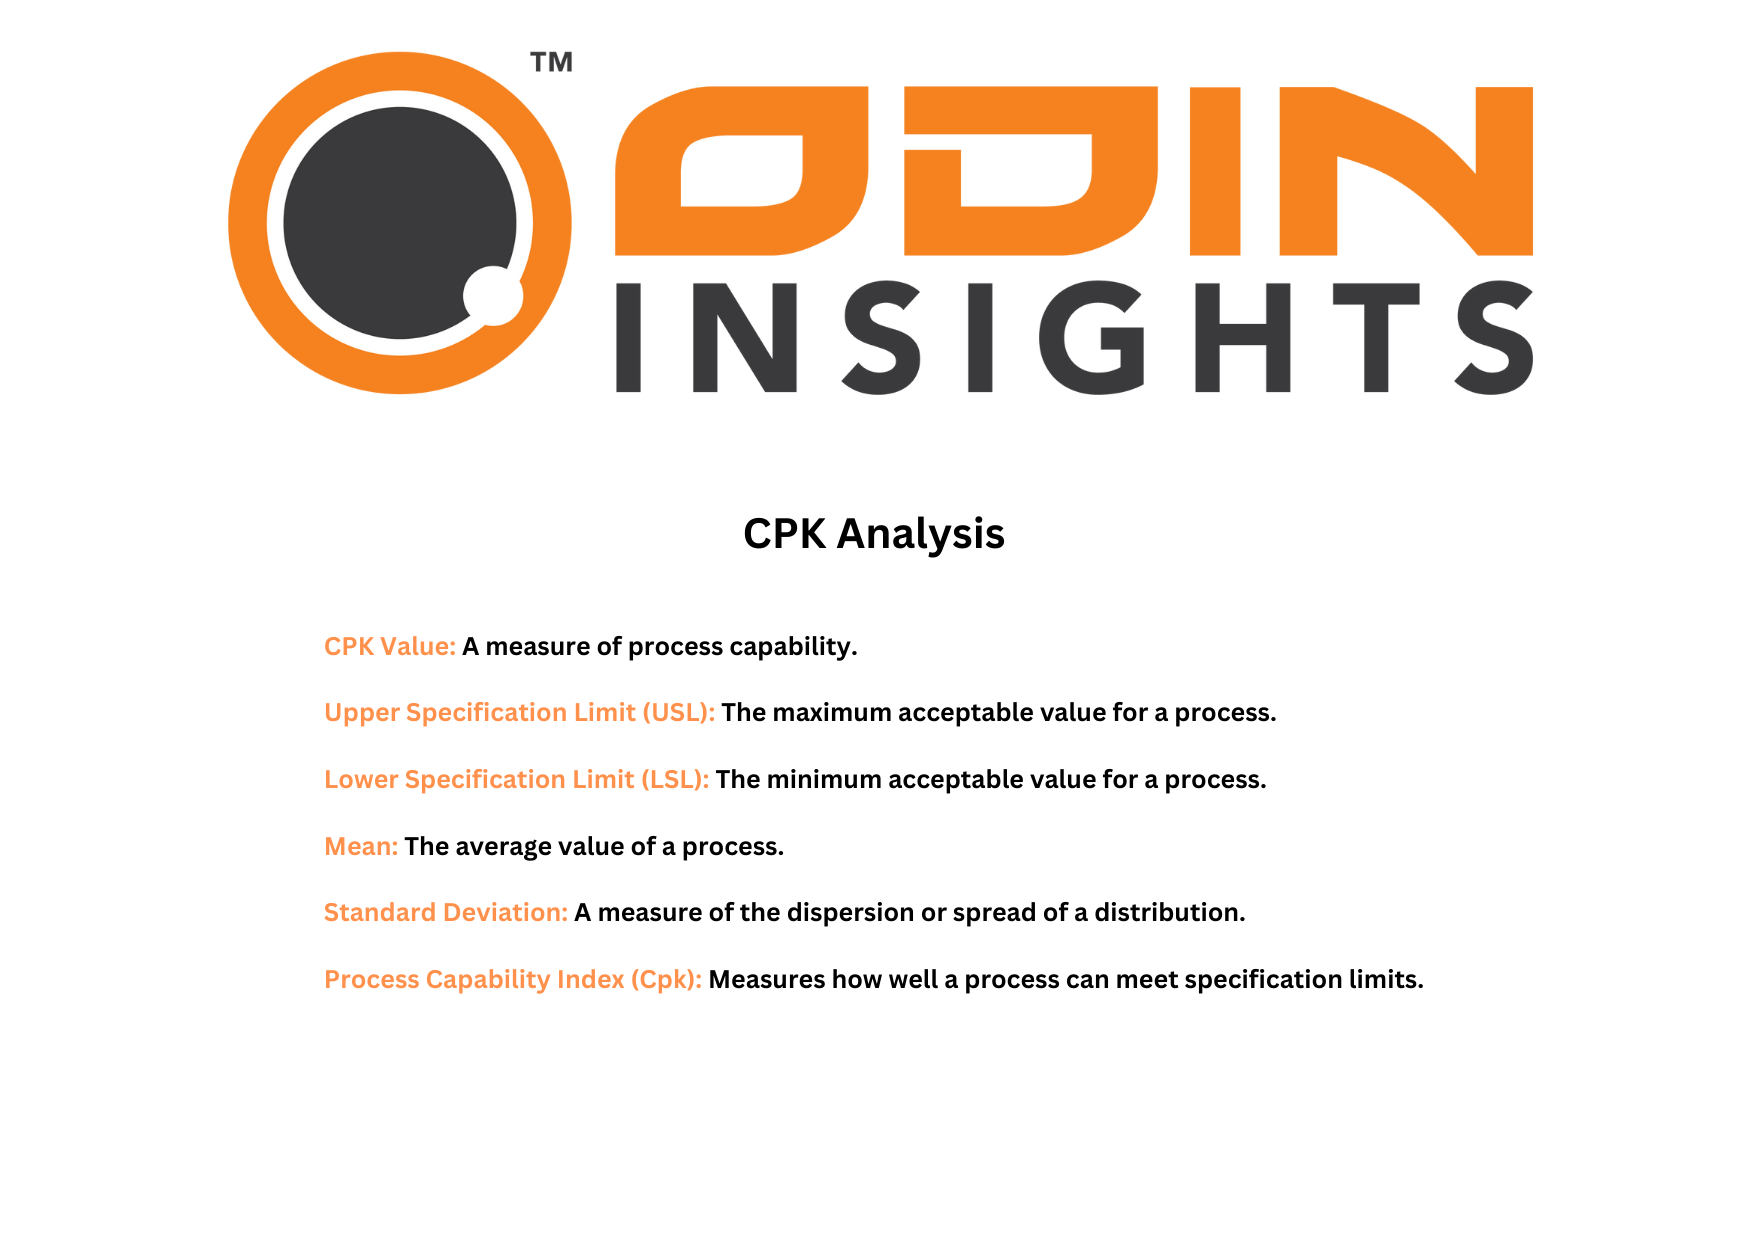 TM
ODIN
INSIGHTS
CPK Analysis
CPK Value: A measure of process capability.
Upper Specification Limit (USL): The maximum acceptable value for a process.
Lower Specification Limit (LSL): The minimum acceptable value for a process.
Mean: The average value of a process.
Standard Deviation: A measure of the dispersion or spread of a distribution.
Process Capability Index (Cpk): Measures how well a process can meet specification limits.